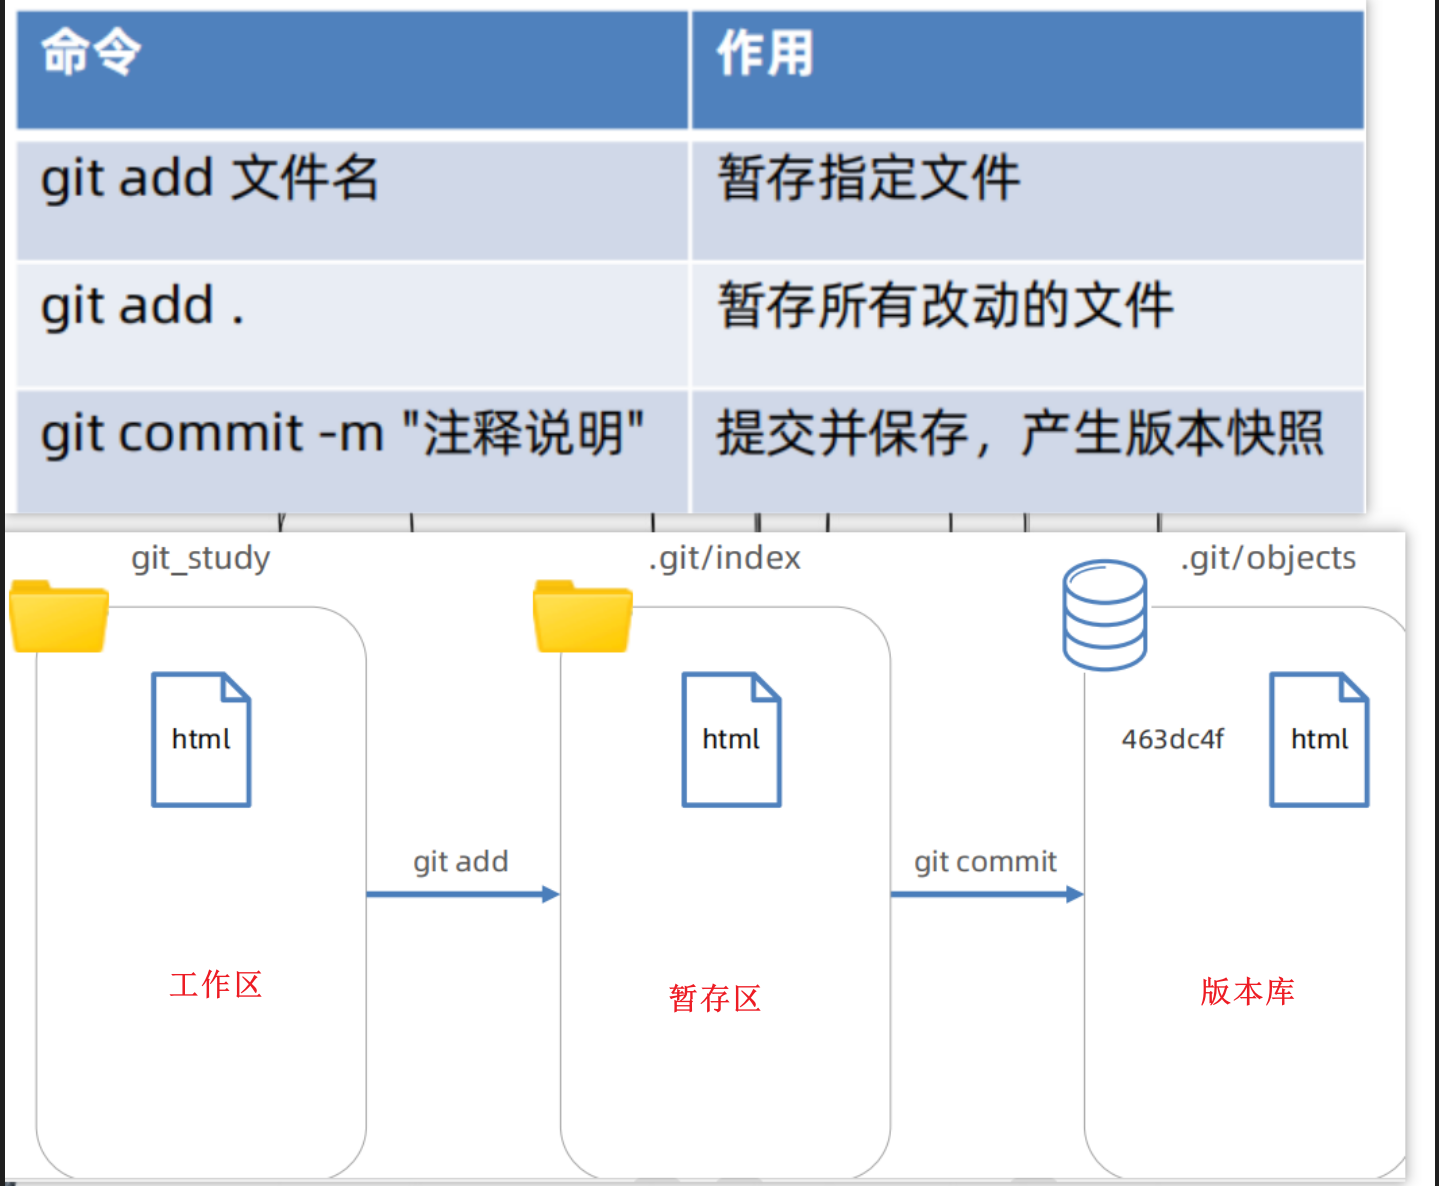 命令 作用
git add 文件名 暂存指定文件
git add . 暂存所有改动的文件
git commit -m "注释说明" 提交并保存，产生版本快照
git_study .git/index .git/objects
html html 463dc4f html
git add git commit
工作区 暂存区 版本库